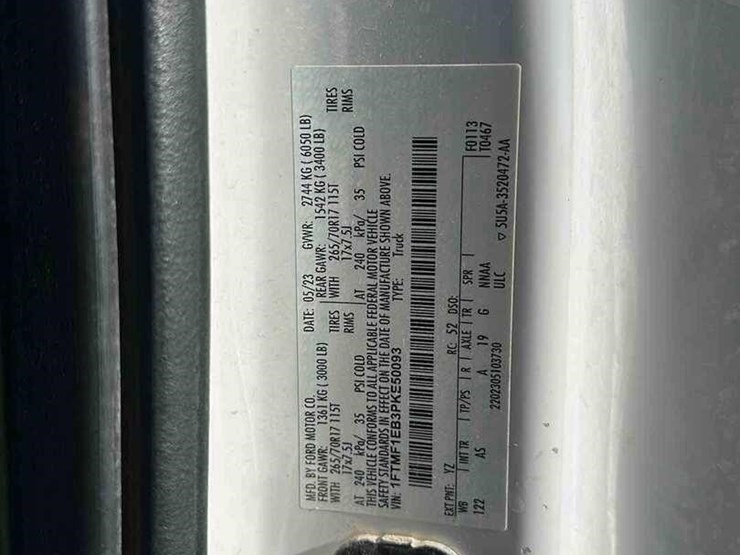 MFD. BY FORD MOTOR CO. DATE: 05/23 GVWR: 2744 KG ( 6050 LB)
FRONT GAWR: 1361 KG ( 3000 LB) REAR GAWR: 1542 KG ( 3400 LB)
WITH 265/70R17 115T TIRES WITH 265/70R17 115T TIRES
17x7.5J RIMS 17x7.5J RIMS
AT 240 kPa/ 35 PSI COLD AT 240 kPa/ 35 PSI COLD
THIS VEHICLE CONFORMS TO ALL APPLICABLE FEDERAL MOTOR VEHICLE
SAFETY STANDARDS IN EFFECT ON THE DATE OF MANUFACTURE SHOWN ABOVE.
VIN: 1FTMF1EB3PKE50093 TYPE: Truck
EXT PNT: YZ RC: 52 DSO: F0113
WB INT TR TP/PS R AXLE TR SPR T0467
122 AS A 19 G NNAA
2202305103730 ULC ▽ 5U5A-3520472-AA